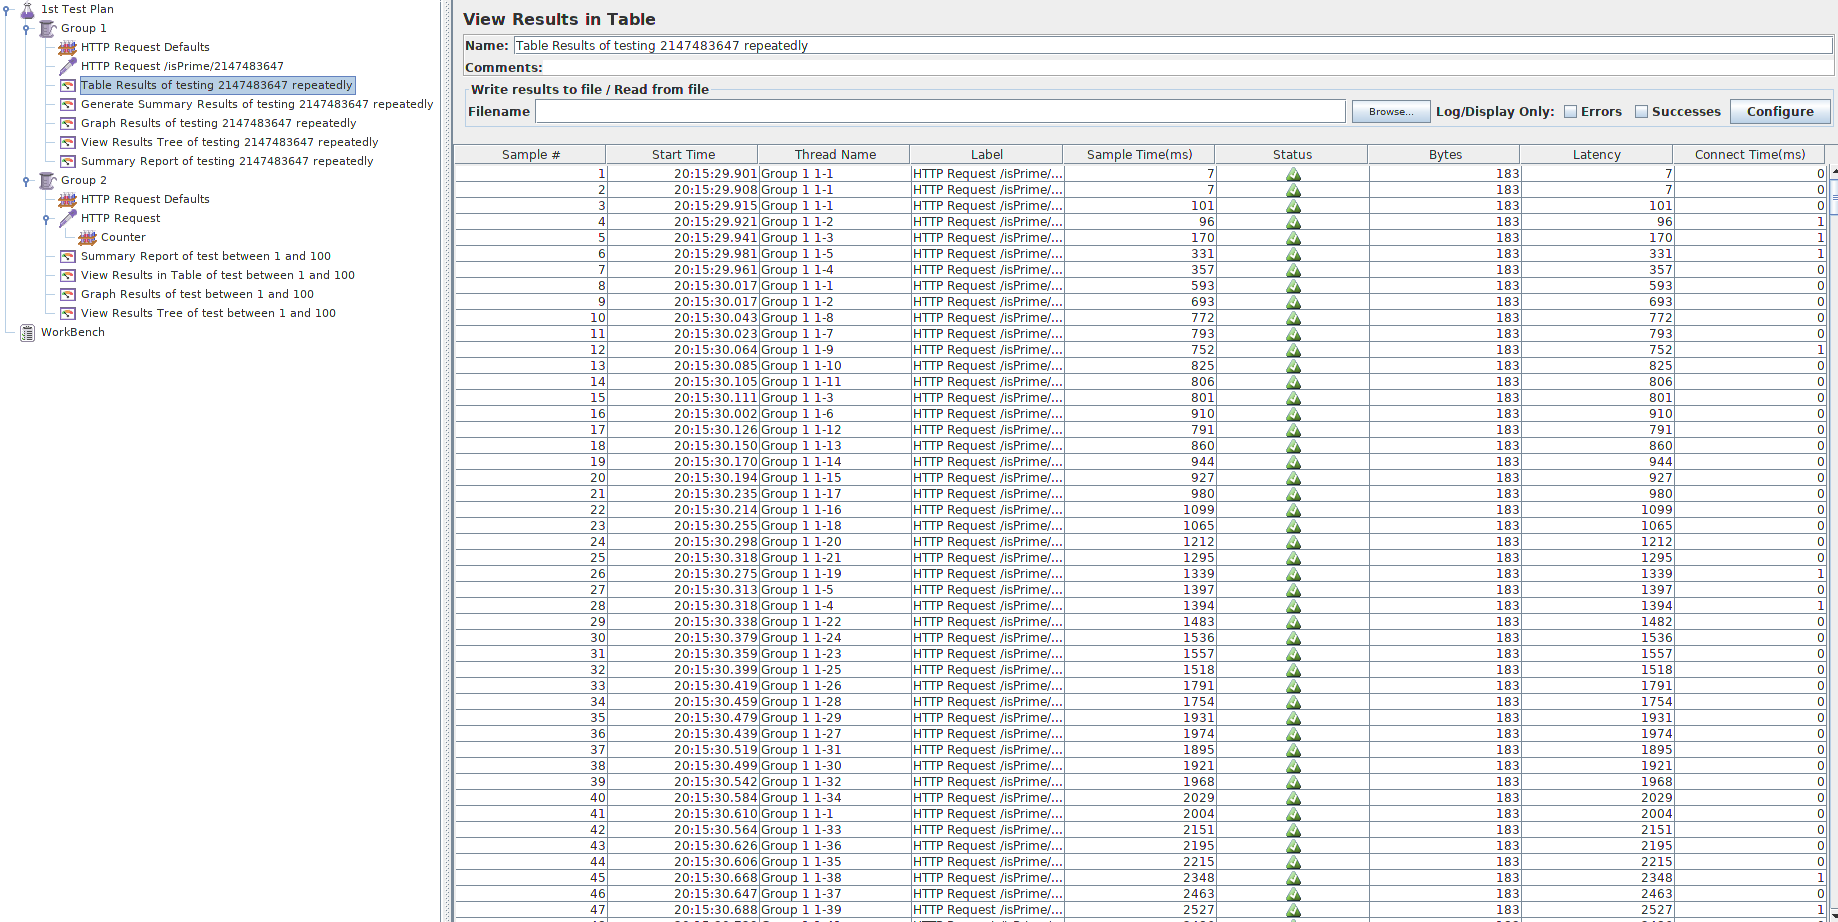 1st Test Plan
Group 1
HTTP Request Defaults
HTTP Request /isPrime/2147483647
Table Results of testing 2147483647 repeatedly
Generate Summary Results of testing 2147483647 repeatedly
Graph Results of testing 2147483647 repeatedly
View Results Tree of testing 2147483647 repeatedly
Summary Report of testing 2147483647 repeatedly
Group 2
HTTP Request Defaults
HTTP Request
Counter
Summary Report of test between 1 and 100
View Results in Table of test between 1 and 100
Graph Results of test between 1 and 100
View Results Tree of test between 1 and 100
WorkBench
View Results in Table
Name: Table Results of testing 2147483647 repeatedly
Comments:
Write results to file / Read from file
Filename Browse... Log/Display Only: Errors Successes Configure
Sample # Start Time Thread Name Label Sample Time(ms) Status Bytes Latency Connect Time(ms)
1 20:15:29.901 Group 1 1-1 HTTP Request /isPrime/... 7 183 7 0
2 20:15:29.908 Group 1 1-1 HTTP Request /isPrime/... 7 183 7 0
3 20:15:29.915 Group 1 1-1 HTTP Request /isPrime/... 101 183 101 0
4 20:15:29.921 Group 1 1-2 HTTP Request /isPrime/... 96 183 96 1
5 20:15:29.941 Group 1 1-3 HTTP Request /isPrime/... 170 183 170 1
6 20:15:29.981 Group 1 1-5 HTTP Request /isPrime/... 331 183 331 1
7 20:15:29.961 Group 1 1-4 HTTP Request /isPrime/... 357 183 357 0
8 20:15:30.017 Group 1 1-1 HTTP Request /isPrime/... 593 183 593 0
9 20:15:30.017 Group 1 1-2 HTTP Request /isPrime/... 693 183 693 0
10 20:15:30.043 Group 1 1-8 HTTP Request /isPrime/... 772 183 772 0
11 20:15:30.023 Group 1 1-7 HTTP Request /isPrime/... 793 183 793 0
12 20:15:30.064 Group 1 1-9 HTTP Request /isPrime/... 752 183 752 1
13 20:15:30.085 Group 1 1-10 HTTP Request /isPrime/... 825 183 825 0
14 20:15:30.105 Group 1 1-11 HTTP Request /isPrime/... 806 183 806 0
15 20:15:30.111 Group 1 1-3 HTTP Request /isPrime/... 801 183 801 0
16 20:15:30.002 Group 1 1-6 HTTP Request /isPrime/... 910 183 910 0
17 20:15:30.126 Group 1 1-12 HTTP Request /isPrime/... 791 183 791 0
18 20:15:30.150 Group 1 1-13 HTTP Request /isPrime/... 860 183 860 0
19 20:15:30.170 Group 1 1-14 HTTP Request /isPrime/... 944 183 944 0
20 20:15:30.194 Group 1 1-15 HTTP Request /isPrime/... 927 183 927 0
21 20:15:30.235 Group 1 1-17 HTTP Request /isPrime/... 980 183 980 0
22 20:15:30.214 Group 1 1-16 HTTP Request /isPrime/... 1099 183 1099 0
23 20:15:30.255 Group 1 1-18 HTTP Request /isPrime/... 1065 183 1065 0
24 20:15:30.298 Group 1 1-20 HTTP Request /isPrime/... 1212 183 1212 0
25 20:15:30.318 Group 1 1-21 HTTP Request /isPrime/... 1295 183 1295 0
26 20:15:30.275 Group 1 1-19 HTTP Request /isPrime/... 1339 183 1339 1
27 20:15:30.313 Group 1 1-5 HTTP Request /isPrime/... 1397 183 1397 0
28 20:15:30.318 Group 1 1-4 HTTP Request /isPrime/... 1394 183 1394 1
29 20:15:30.338 Group 1 1-22 HTTP Request /isPrime/... 1483 183 1482 0
30 20:15:30.379 Group 1 1-24 HTTP Request /isPrime/... 1536 183 1536 0
31 20:15:30.359 Group 1 1-23 HTTP Request /isPrime/... 1557 183 1557 0
32 20:15:30.399 Group 1 1-25 HTTP Request /isPrime/... 1518 183 1518 0
33 20:15:30.419 Group 1 1-26 HTTP Request /isPrime/... 1791 183 1791 0
34 20:15:30.459 Group 1 1-28 HTTP Request /isPrime/... 1754 183 1754 0
35 20:15:30.479 Group 1 1-29 HTTP Request /isPrime/... 1931 183 1931 0
36 20:15:30.439 Group 1 1-27 HTTP Request /isPrime/... 1974 183 1974 0
37 20:15:30.519 Group 1 1-31 HTTP Request /isPrime/... 1895 183 1895 0
38 20:15:30.499 Group 1 1-30 HTTP Request /isPrime/... 1921 183 1921 0
39 20:15:30.542 Group 1 1-32 HTTP Request /isPrime/... 1968 183 1968 0
40 20:15:30.584 Group 1 1-34 HTTP Request /isPrime/... 2029 183 2029 0
41 20:15:30.610 Group 1 1-1 HTTP Request /isPrime/... 2004 183 2004 0
42 20:15:30.564 Group 1 1-33 HTTP Request /isPrime/... 2151 183 2151 0
43 20:15:30.626 Group 1 1-36 HTTP Request /isPrime/... 2195 183 2195 0
44 20:15:30.606 Group 1 1-35 HTTP Request /isPrime/... 2215 183 2215 0
45 20:15:30.668 Group 1 1-38 HTTP Request /isPrime/... 2348 183 2348 1
46 20:15:30.647 Group 1 1-37 HTTP Request /isPrime/... 2463 183 2463 0
47 20:15:30.688 Group 1 1-39 HTTP Request /isPrime/... 2527 183 2527 1